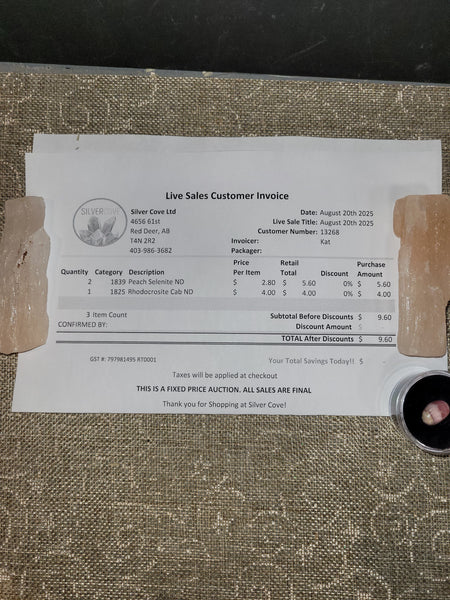 Live Sales Customer Invoice
SILVERCOVE
Silver Cove Ltd
4656 61st
Red Deer, AB
T4N 2R2
403-986-3682
Date: August 20th 2025
Live Sale Title: August 20th 2025
Customer Number: 13268
Invoicer: Kat
Packager:
Quantity Category Description Price Per Item Retail Total Discount Purchase Amount
2 1839 Peach Selenite ND $ 2.80 $ 5.60 0% $ 5.60
1 1825 Rhodocrosite Cab ND $ 4.00 $ 4.00 0% $ 4.00
3 Item Count Subtotal Before Discounts $ 9.60
CONFIRMED BY: Discount Amount $ -
TOTAL After Discounts $ 9.60
GST #: 797981495 RT0001 Your Total Savings Today!! $ -
Taxes will be applied at checkout
THIS IS A FIXED PRICE AUCTION. ALL SALES ARE FINAL
Thank you for Shopping at Silver Cove!